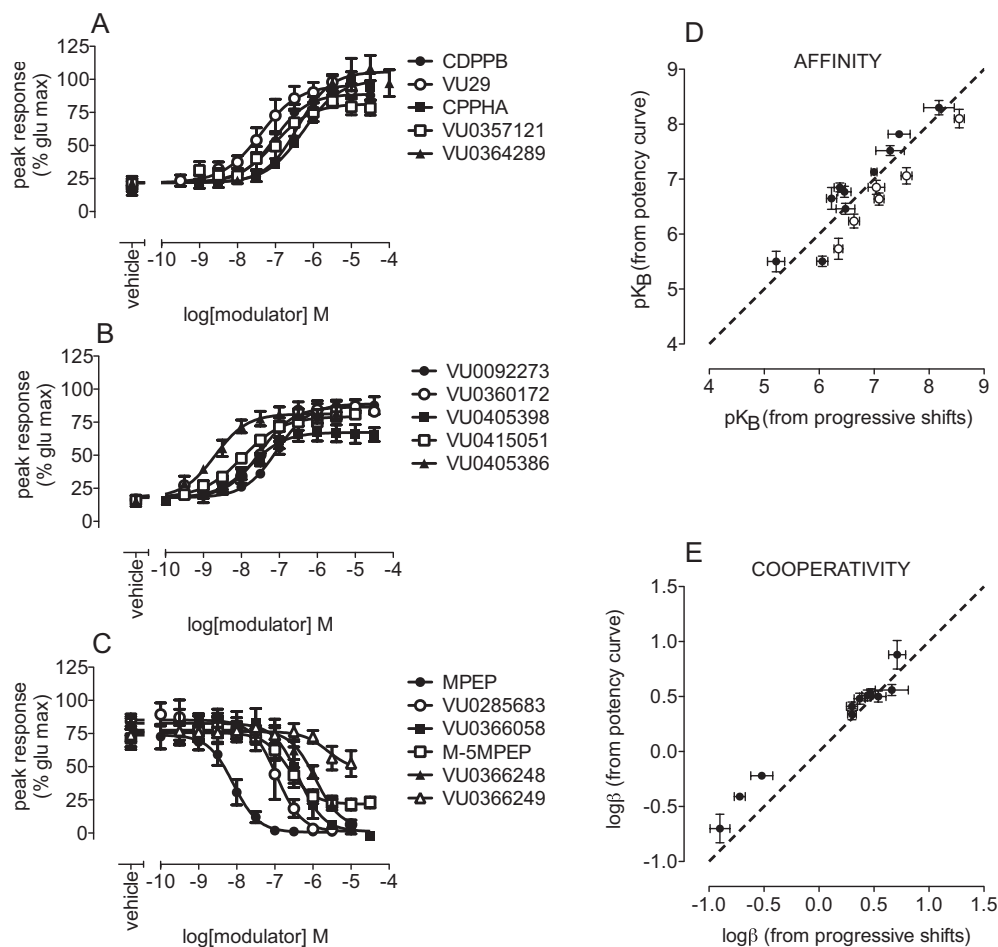 A
peak response
(% glu max)
125
100
75
50
25
0
vehicle
-10 -9 -8 -7 -6 -5 -4
log[modulator] M
CDPPB
VU29
CPPHA
VU0357121
VU0364289
B
peak response
(% glu max)
125
100
75
50
25
0
vehicle
-10 -9 -8 -7 -6 -5 -4
log[modulator] M
VU0092273
VU0360172
VU0405398
VU0415051
VU0405386
C
peak response
(% glu max)
125
100
75
50
25
0
vehicle
-10 -9 -8 -7 -6 -5 -4
log[modulator] M
MPEP
VU0285683
VU0366058
M-5MPEP
VU0366248
VU0366249
D
AFFINITY
pKB (from potency curve)
9
8
7
6
5
4
4 5 6 7 8 9
pKB (from progressive shifts)
E
COOPERATIVITY
logβ (from potency curve)
1.5
1.0
0.5
0.0
-0.5
-1.0
-1.0 -0.5 0.0 0.5 1.0 1.5
logβ (from progressive shifts)